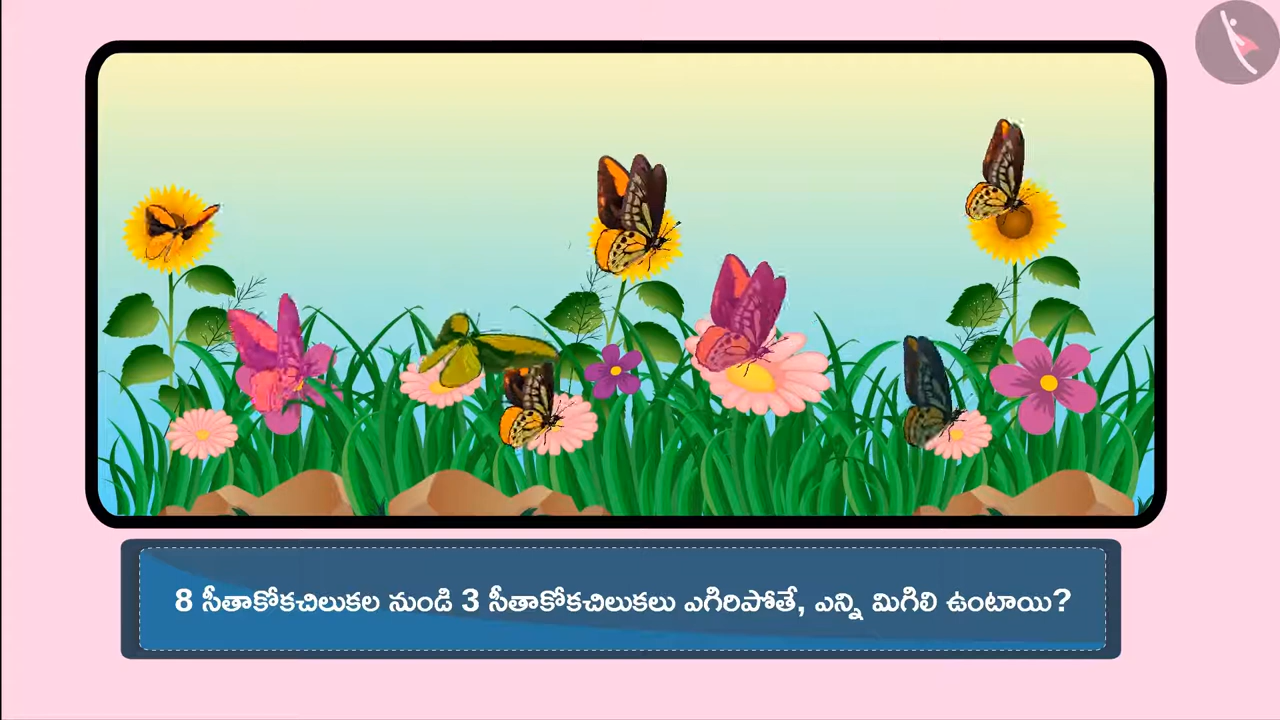 8 సీతాకోకచిలుకల నుండి 3 సీతాకోకచిలుకలు ఎగిరిపోతే, ఎన్ని మిగిలి ఉంటాయి?